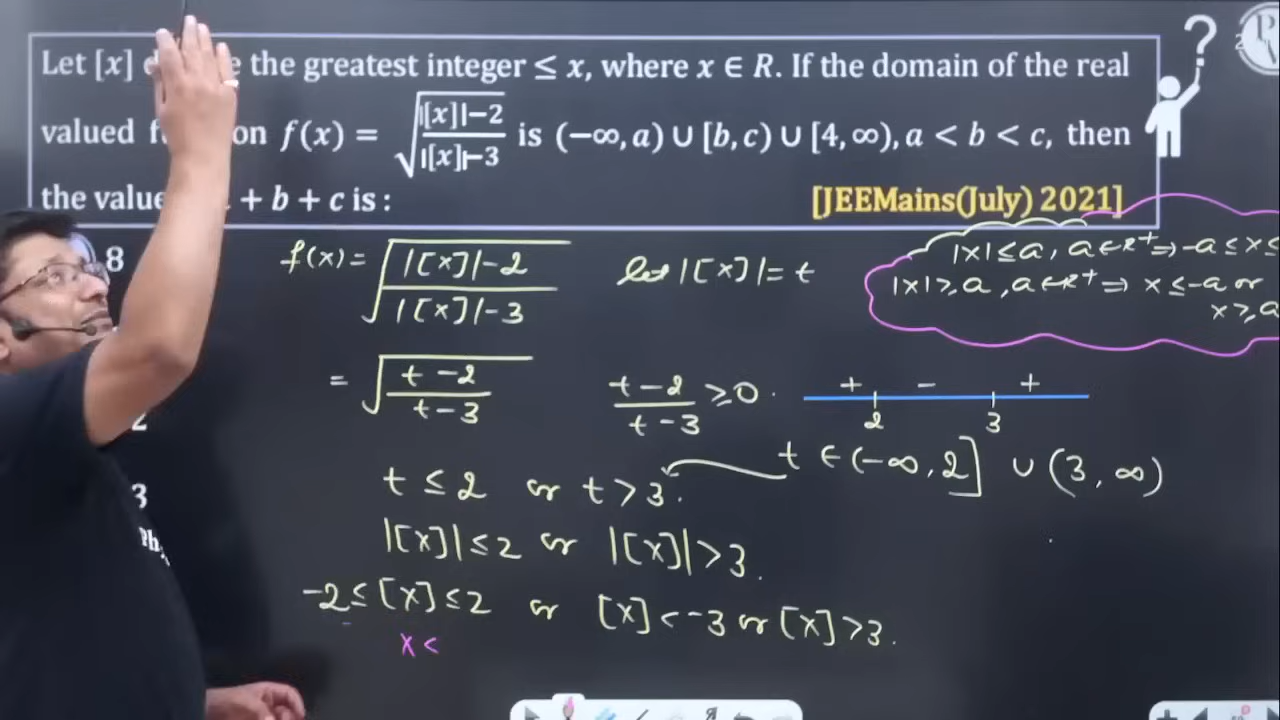 Let [x] the greatest integer ≤ x, where x ∈ R. If the domain of the real
valued on f(x) = √(|[x]|−2 / |[x]|−3) is (−∞, a) ∪ [b, c) ∪ [4, ∞), a < b < c, then
the value + b + c is :
[JEEMains(July) 2021]
8
f(x) = √(|[x]|-2 / |[x]|-3)
let |[x]| = t
|x| ≤ a, a ∈ R⁺ ⇒ -a ≤ x ≤
|x| ≥ a, a ∈ R⁺ ⇒ x ≤ -a or
x ≥ a
= √(t-2 / t-3)
t-2 / t-3 ≥ 0.
+ - +
2 3
2
t ≤ 2 or t > 3.
t ∈ (-∞, 2] ∪ (3, ∞)
3
|[x]| ≤ 2 or |[x]| > 3.
-2 ≤ [x] ≤ 2 or [x] < -3 or [x] > 3.
x <